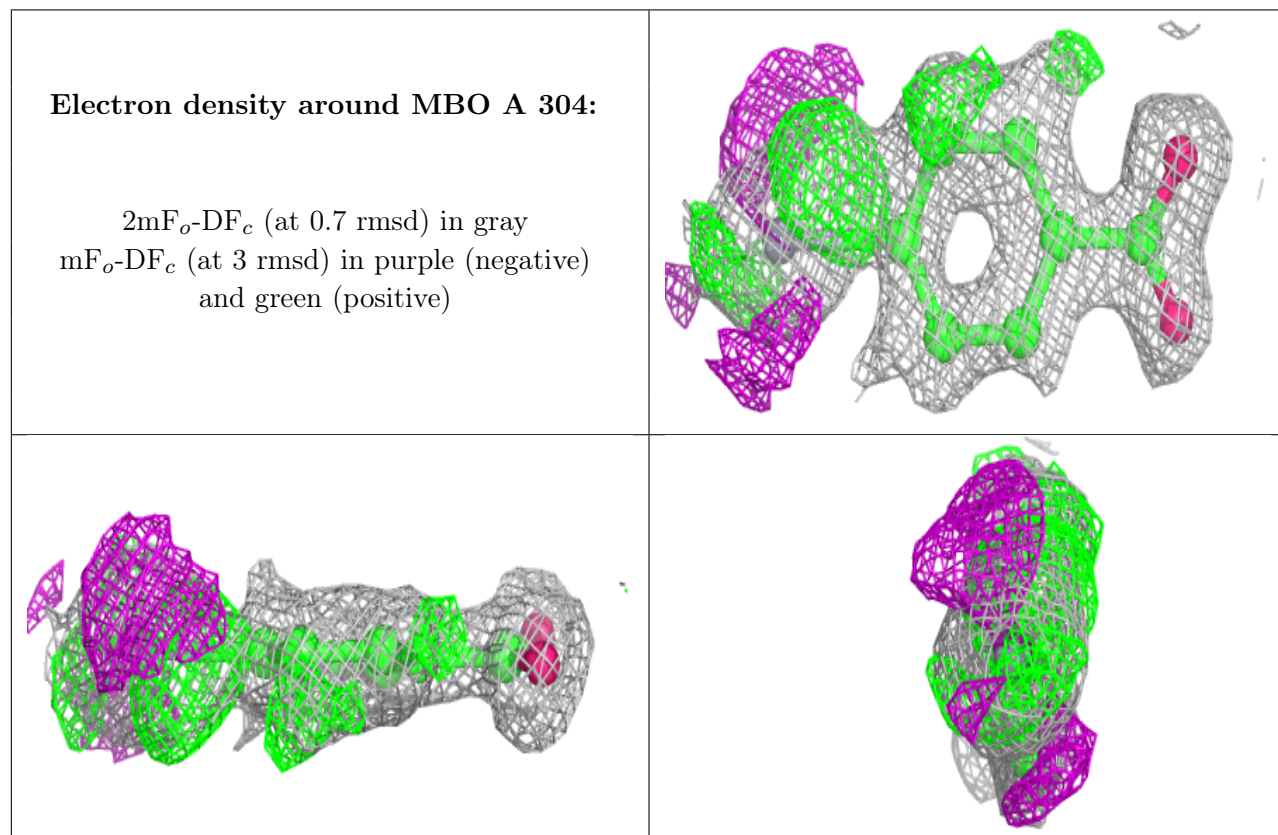 Electron density around MBO A 304:
2mFo-DFc (at 0.7 rmsd) in gray
mFo-DFc (at 3 rmsd) in purple (negative)
and green (positive)